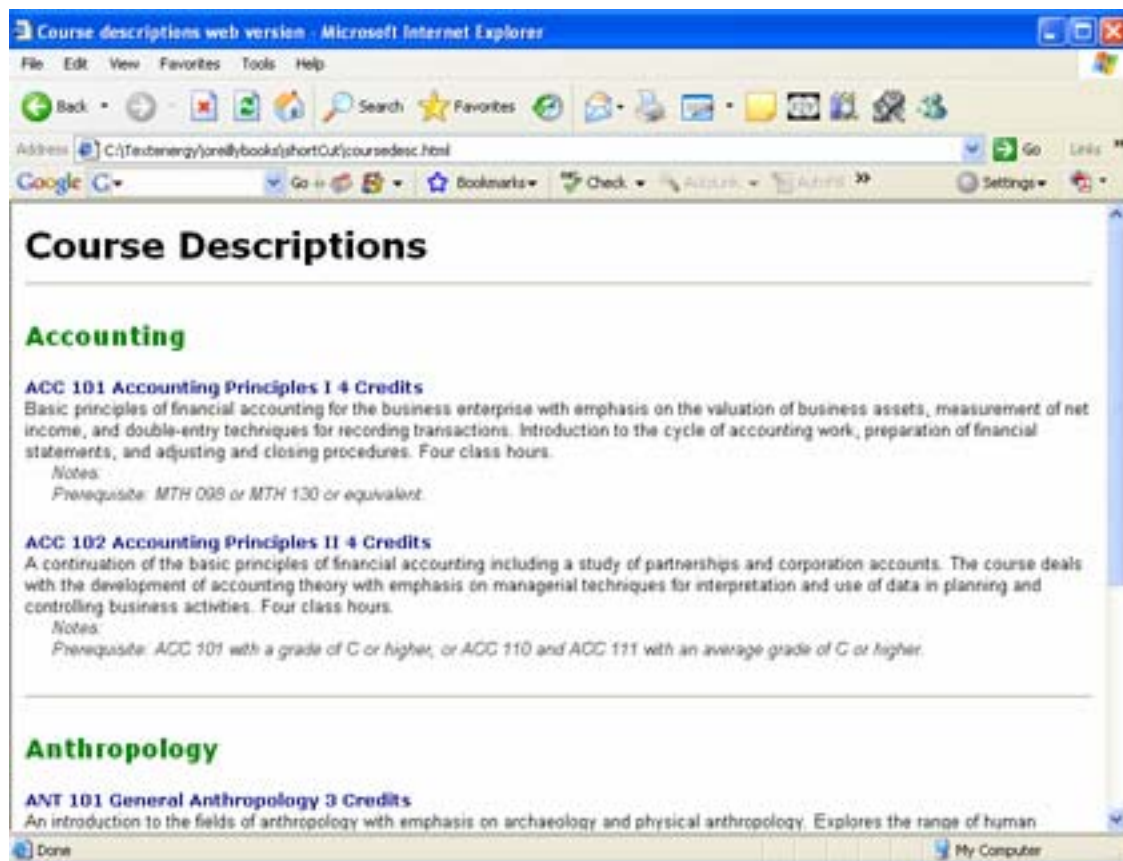 Course descriptions web version - Microsoft Internet Explorer
File Edit View Favorites Tools Help
Back Search Favorites
Address C:\Textenergy\oreillybooks\shortCut\coursedesc.html Go Links »
Google G Go Bookmarks Check AutoLink AutoFill » Settings
Course Descriptions
Accounting
ACC 101 Accounting Principles I 4 Credits
Basic principles of financial accounting for the business enterprise with emphasis on the valuation of business assets, measurement of net
income, and double-entry techniques for recording transactions. Introduction to the cycle of accounting work, preparation of financial
statements, and adjusting and closing procedures. Four class hours.
Notes:
Prerequisite: MTH 098 or MTH 130 or equivalent.
ACC 102 Accounting Principles II 4 Credits
A continuation of the basic principles of financial accounting including a study of partnerships and corporation accounts. The course deals
with the development of accounting theory with emphasis on managerial techniques for interpretation and use of data in planning and
controlling business activities. Four class hours.
Notes:
Prerequisite: ACC 101 with a grade of C or higher, or ACC 110 and ACC 111 with an average grade of C or higher.
Anthropology
ANT 101 General Anthropology 3 Credits
An introduction to the fields of anthropology with emphasis on archaeology and physical anthropology. Explores the range of human
Done My Computer